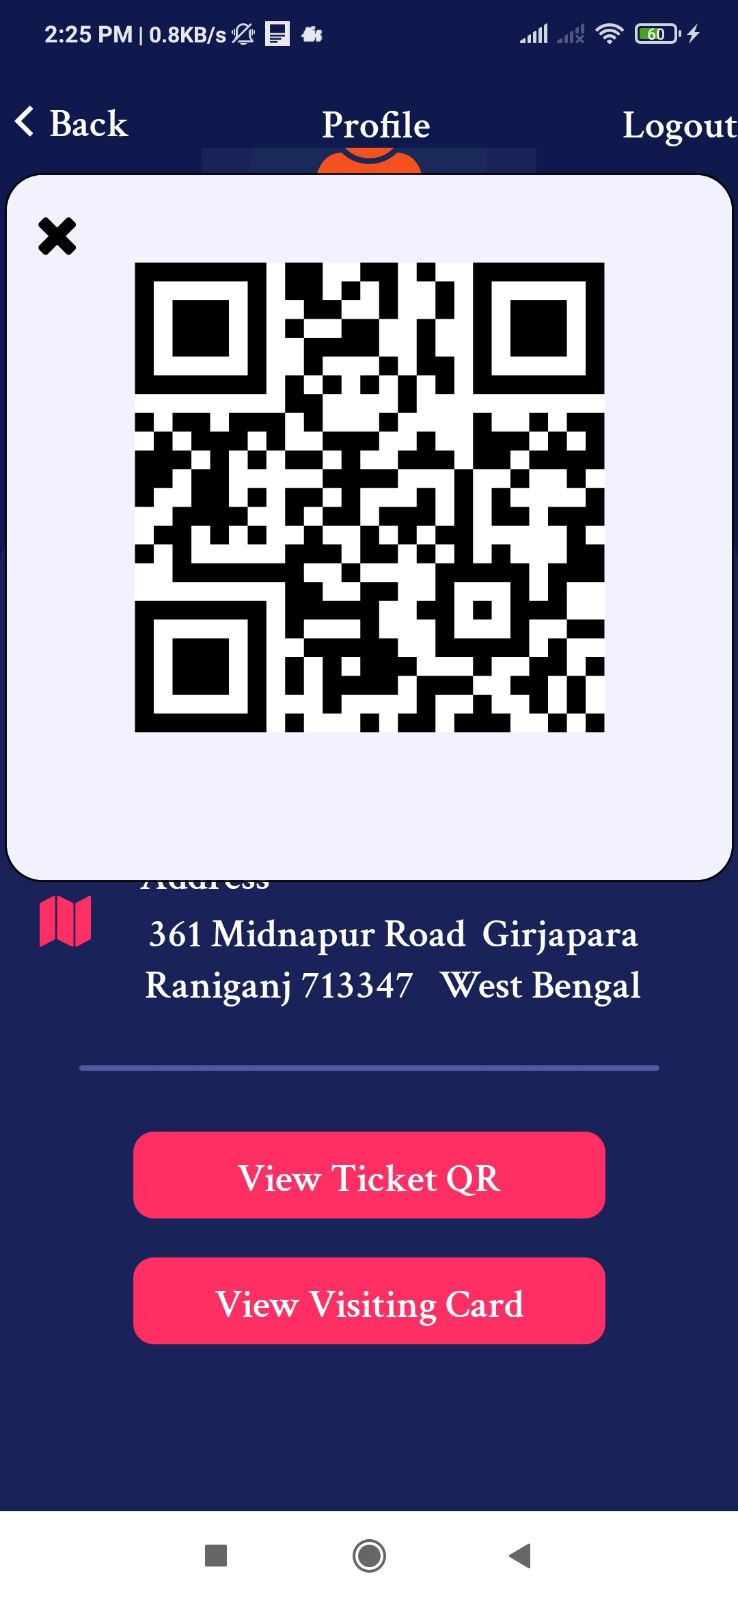 2:25 PM | 0.8KB/s
60
Back
Profile
Logout
Address
361 Midnapur Road  Girjapara
Raniganj 713347   West Bengal
View Ticket QR
View Visiting Card